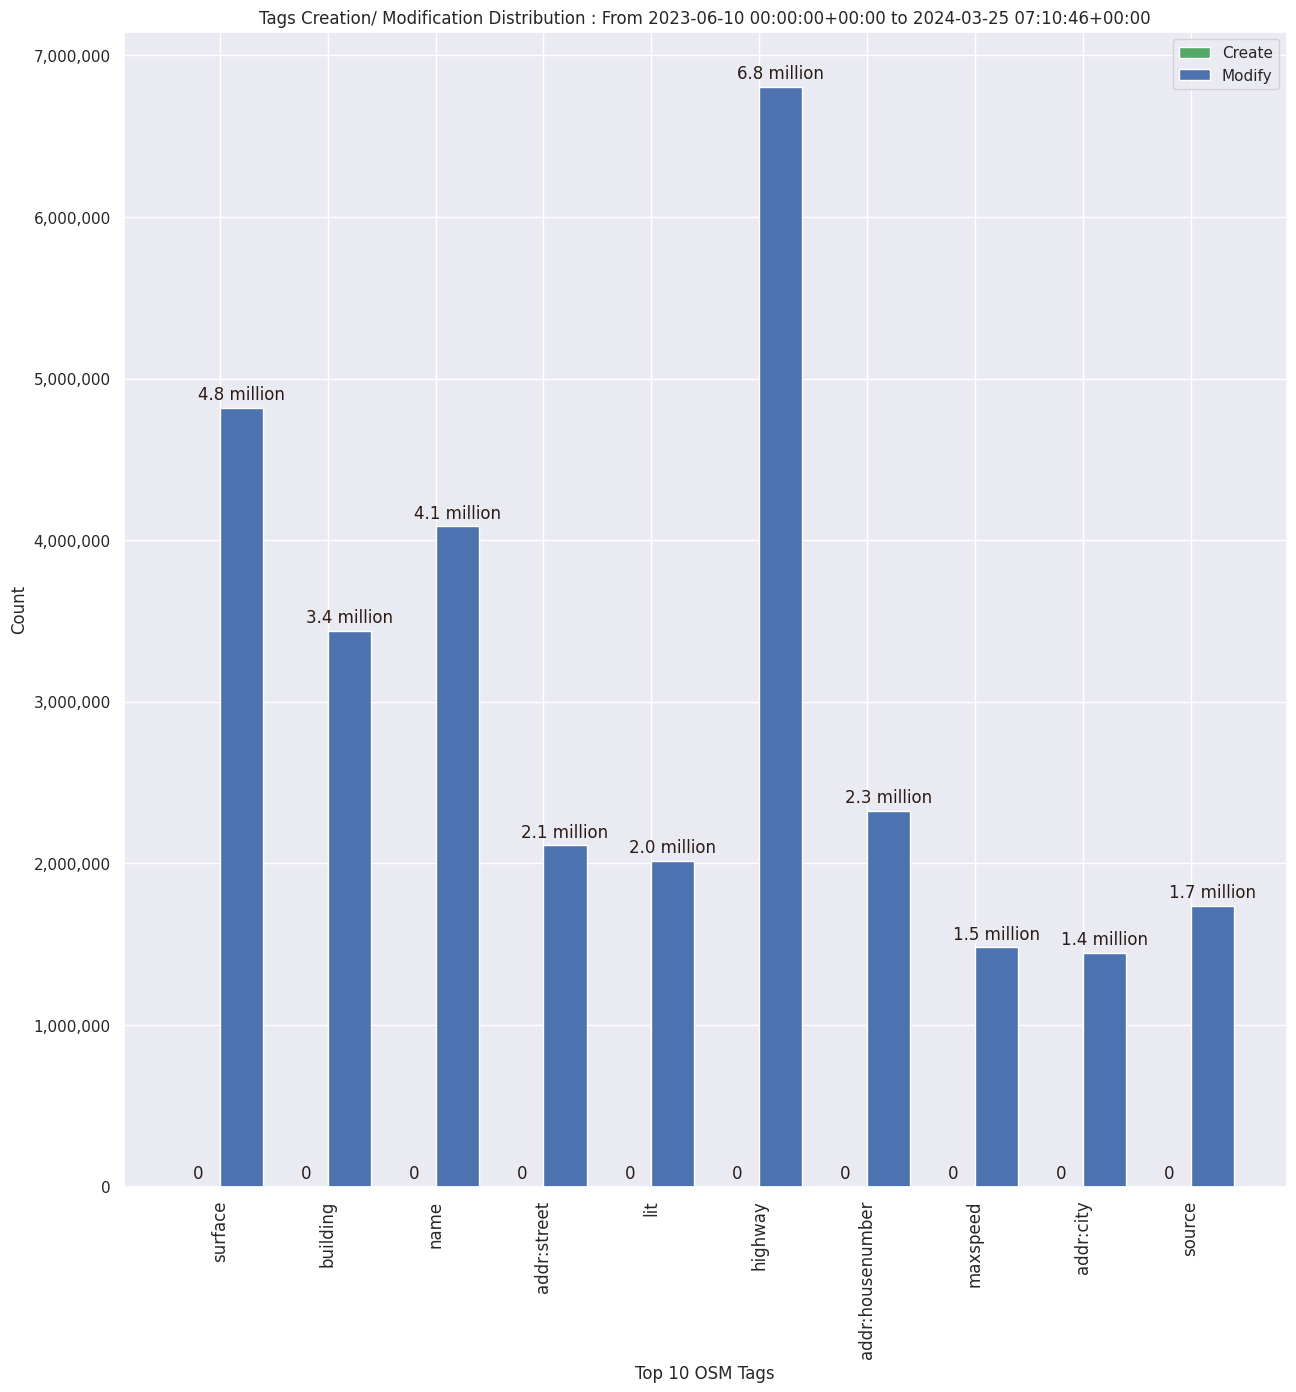 Tags Creation/ Modification Distribution : From 2023-06-10 00:00:00+00:00 to 2024-03-25 07:10:46+00:00
Create
Modify
7,000,000
6,000,000
5,000,000
4,000,000
3,000,000
2,000,000
1,000,000
0
Count
4.8 million
3.4 million
4.1 million
2.1 million
2.0 million
6.8 million
2.3 million
1.5 million
1.4 million
1.7 million
0
0
0
0
0
0
0
0
0
0
surface
building
name
addr:street
lit
highway
addr:housenumber
maxspeed
addr:city
source
Top 10 OSM Tags